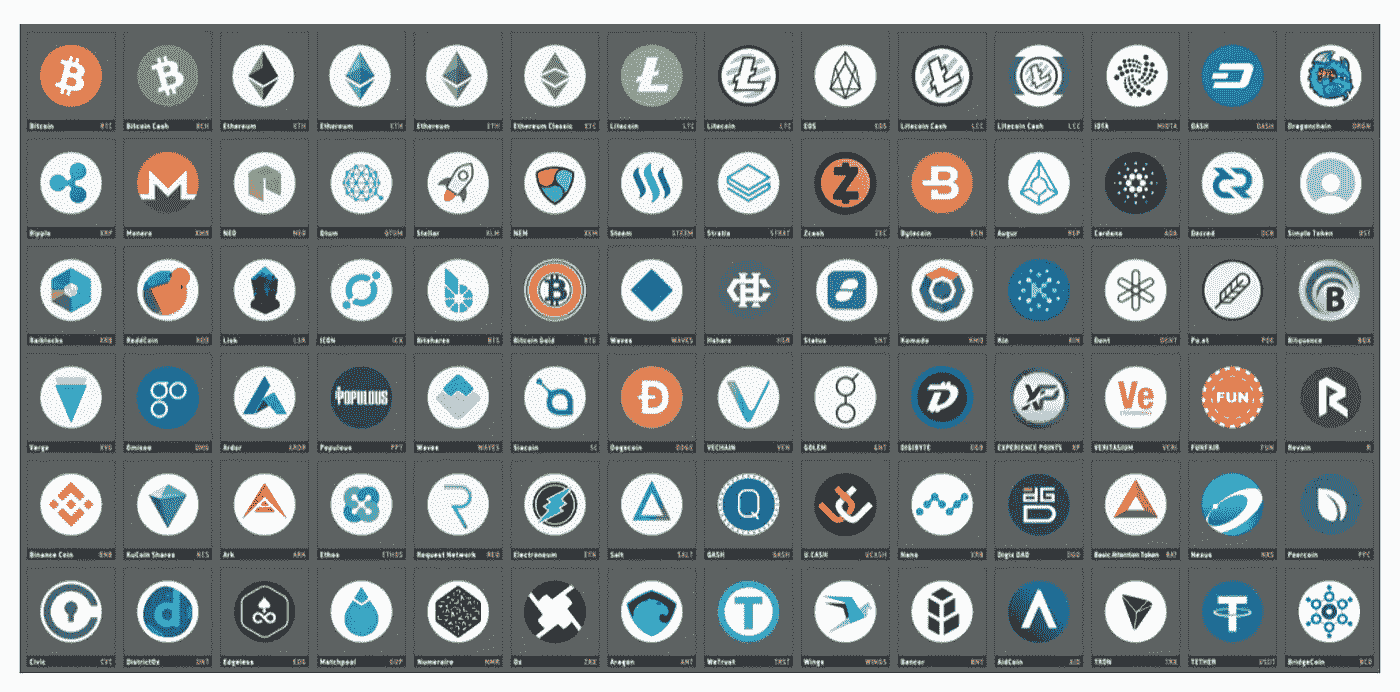 Bitcoin BTC Bitcoin Cash BCH Ethereum ETH Ethereum ETH Ethereum ETH Ethereum Classic ETC Litecoin LTC Litecoin LTC EOS EOS Litecoin Cash LCC Litecoin Cash LCC IOTA MIOTA DASH DASH Dragonchain DRGN
Ripple XRP Monero XMR NEO NEO Qtum QTUM Stellar XLM NEM XEM Steem STEEM Stratis STRAT Zcash ZEC Bytecoin BCN Augur REP Cardano ADA Decred DCR Simple Token OST
B
Raiblocks XRB ReddCoin RDD Lisk LSK ICON ICX Bitshares BTS Bitcoin Gold BTG Waves WAVES Hshare HSR Status SNT Komodo KMD Kin KIN Dent DENT Po.et POE Bitquence BQX
POPULOUS XP Ve FUN
Verge XVG Omisego OMG Ardor ARDR Populous PPT Waves WAVES Siacoin SC Dogecoin DOGE VECHAIN VEN GOLEM GNT DIGIBYTE DGB EXPERIENCE POINTS XP VERITASIUM VERI FUNFAIR FUN Revain R
Q DGD
Binance Coin BNB KuCoin Shares KCS Ark ARK Ethos ETHOS Request Network REQ Electroneum ETN Salt SALT QASH QASH U.CASH UCASH Nano XRB Digix DAO DGD Basic Attention Token BAT Nexus NXS Peercoin PPC
d T
Civic CVC District0x DNT Edgeless EDG Matchpool GUP Numeraire NMR 0x ZRX Aragon ANT WeTrust TRST Wings WINGS Bancor BNT AidCoin AID TRON TRX TETHER USDT BridgeCoin BCO